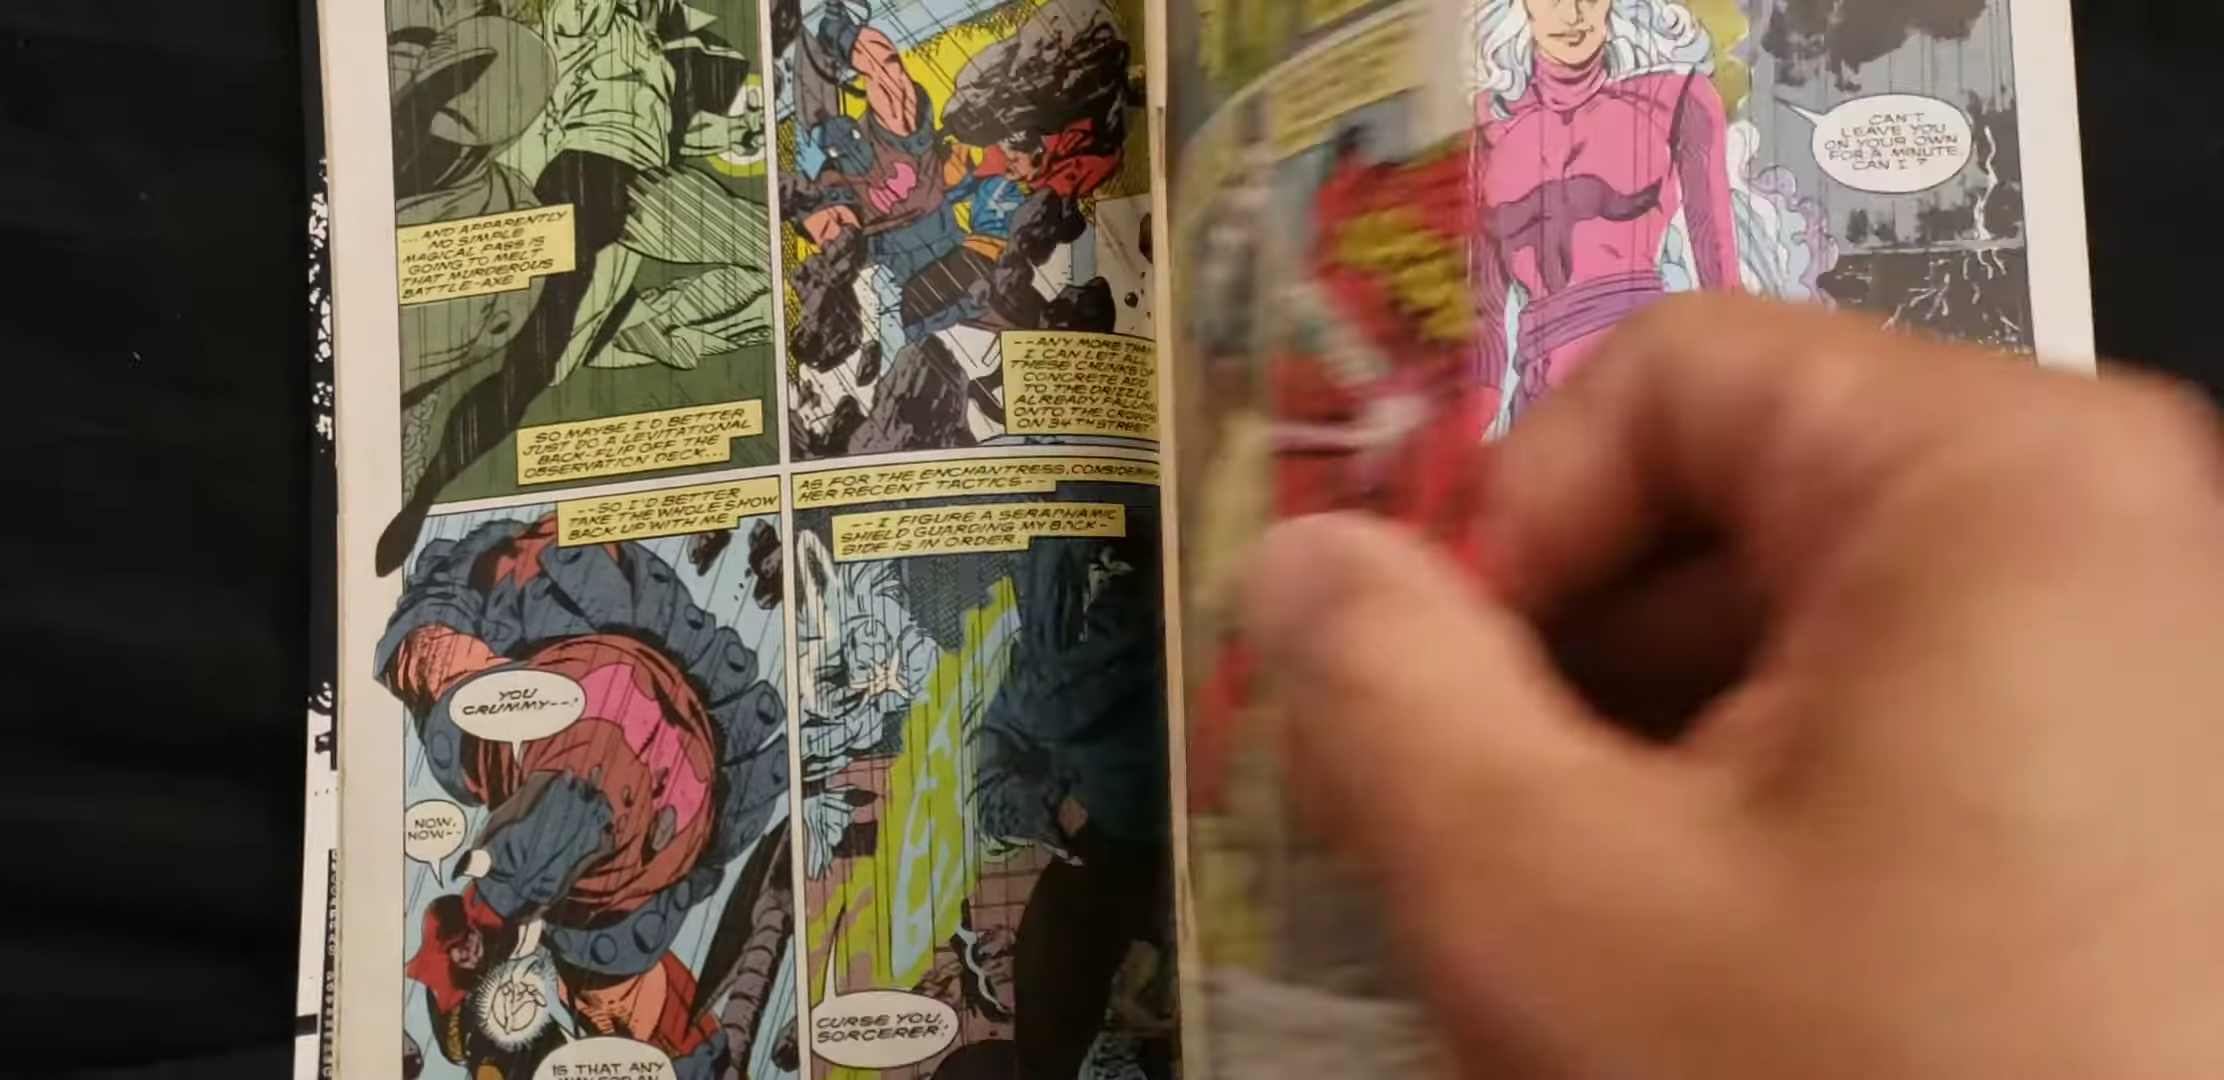 ...AND APPARENTLY
NO SIMPLE
MAGICAL PASS IS
GOING TO MELT
THAT MURDEROUS
BATTLE-AXE.
SO MAYBE I'D BETTER
JUST DO A LEVITATIONAL
BACK-FLIP OFF THE
OBSERVATION DECK...
--ANY MORE THAN
I CAN LET ALL
THESE CHUNKS OF
CONCRETE ADD
TO THE DRIZZLE
ALREADY FALLING
ONTO THE CROWDS
ON 34TH STREET.
--SO I'D BETTER
TAKE THE WHOLE SHOW
BACK UP WITH ME.
YOU
CRUMMY--!
NOW,
NOW--
IS THAT ANY
AS FOR THE ENCHANTRESS, CONSIDERING
HER RECENT TACTICS--
--I FIGURE A SERAPHAMIC
SHIELD GUARDING MY BACK-
SIDE IS IN ORDER.
CURSE YOU,
SORCERER!
CAN'T
LEAVE YOU
ON YOUR OWN
FOR A MINUTE,
CAN I?